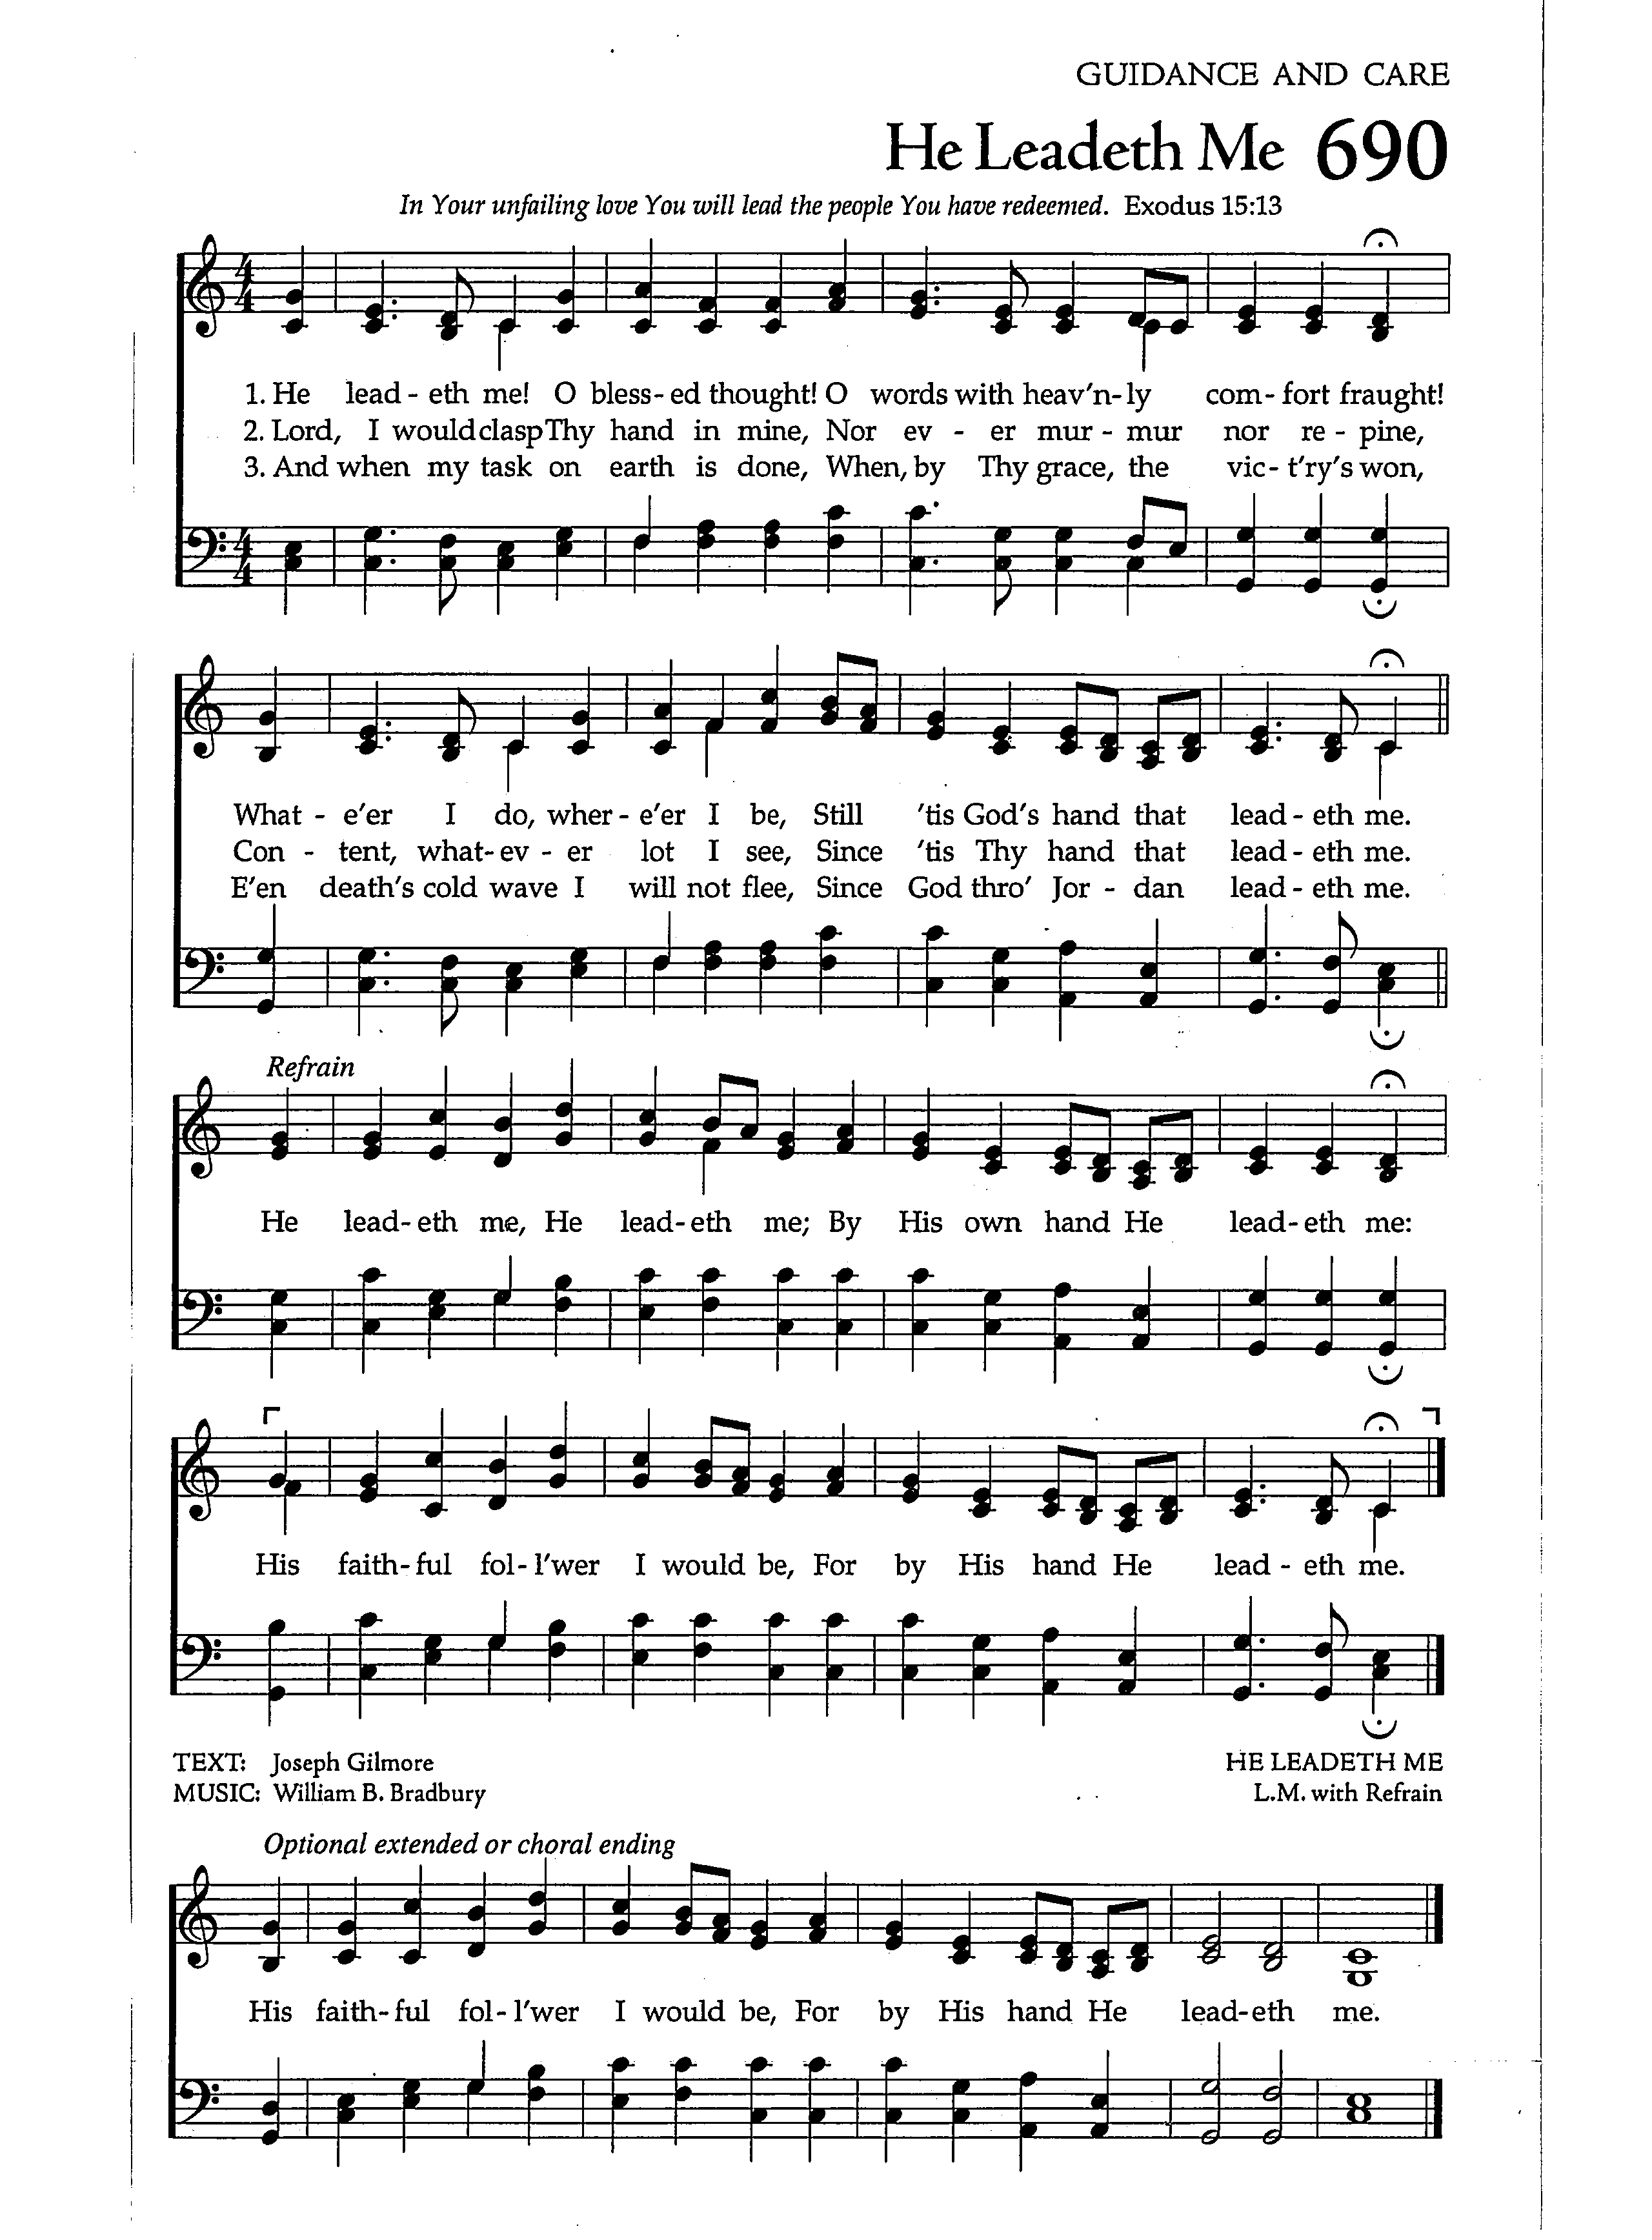 GUIDANCE AND CARE
He Leadeth Me 690
In Your unfailing love You will lead the people You have redeemed. Exodus 15:13
1. He lead - eth me! O bless - ed thought! O words with heav'n - ly com - fort fraught!
2. Lord, I would clasp Thy hand in mine, Nor ev - er mur - mur nor re - pine,
3. And when my task on earth is done, When, by Thy grace, the vic - t'ry's won,
What - e'er I do, wher - e'er I be, Still 'tis God's hand that lead - eth me.
Con - tent, what - ev - er lot I see, Since 'tis Thy hand that lead - eth me.
E'en death's cold wave I will not flee, Since God thro' Jor - dan lead - eth me.
Refrain
He lead - eth me, He lead - eth me; By His own hand He lead - eth me:
His faith - ful fol - l'wer I would be, For by His hand He lead - eth me.
TEXT: Joseph Gilmore HE LEADETH ME
MUSIC: William B. Bradbury L.M. with Refrain
Optional extended or choral ending
His faith - ful fol - l'wer I would be, For by His hand He lead - eth me.